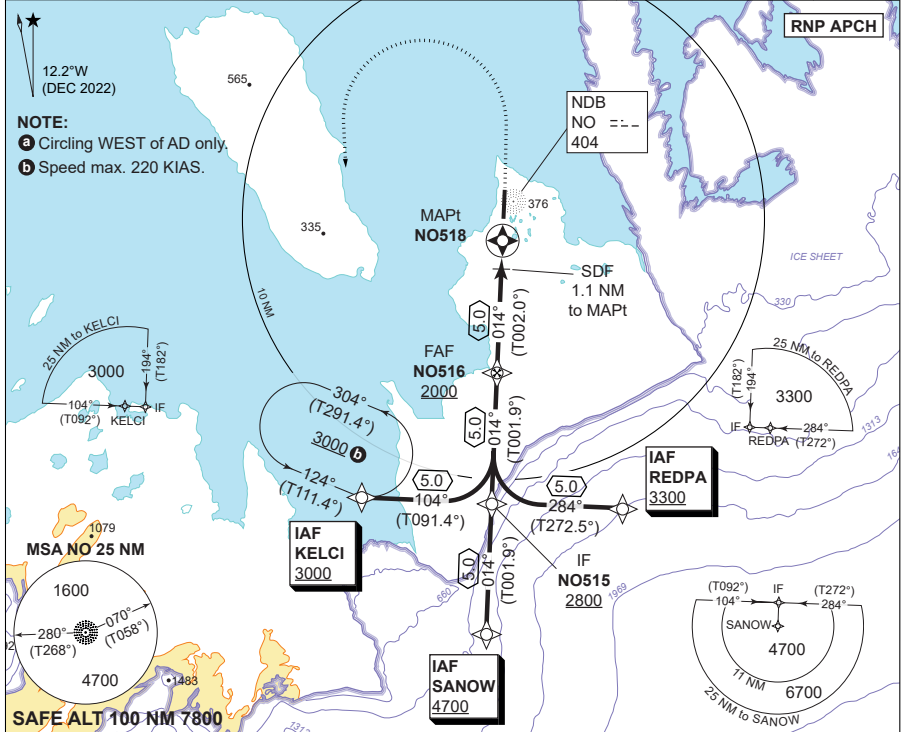 RNP APCH
12.2°W
(DEC 2022)
NOTE:
a Circling WEST of AD only.
b Speed max. 220 KIAS.
565
335
NDB
NO
404
376
MAPt
NO518
SDF
1.1 NM
to MAPt
ICE SHEET
330
10 NM
5.0
014°
(T002.0°)
FAF
NO516
2000
25 NM to KELCI
3000
194°
(T182°)
104°
(T092°)
KELCI
IF
25 NM to REDPA
3300
(T182°)
194°
IF
284°
REDPA
(T272°)
1313
304°
(T291.4°)
3000 b
124°
(T111.4°)
5.0
014°
(T001.9°)
5.0
104°
(T091.4°)
5.0
284°
(T272.5°)
IAF
REDPA
3300
IAF
KELCI
3000
IF
NO515
2800
1969
660
5.0
014°
(T001.9°)
1079
MSA NO 25 NM
1600
070°
(T058°)
280°
(T268°)
4700
1483
SAFE ALT 100 NM 7800
IAF
SANOW
4700
(T092°)
IF
(T272°)
104°
284°
SANOW
4700
11 NM
6700
25 NM to SANOW